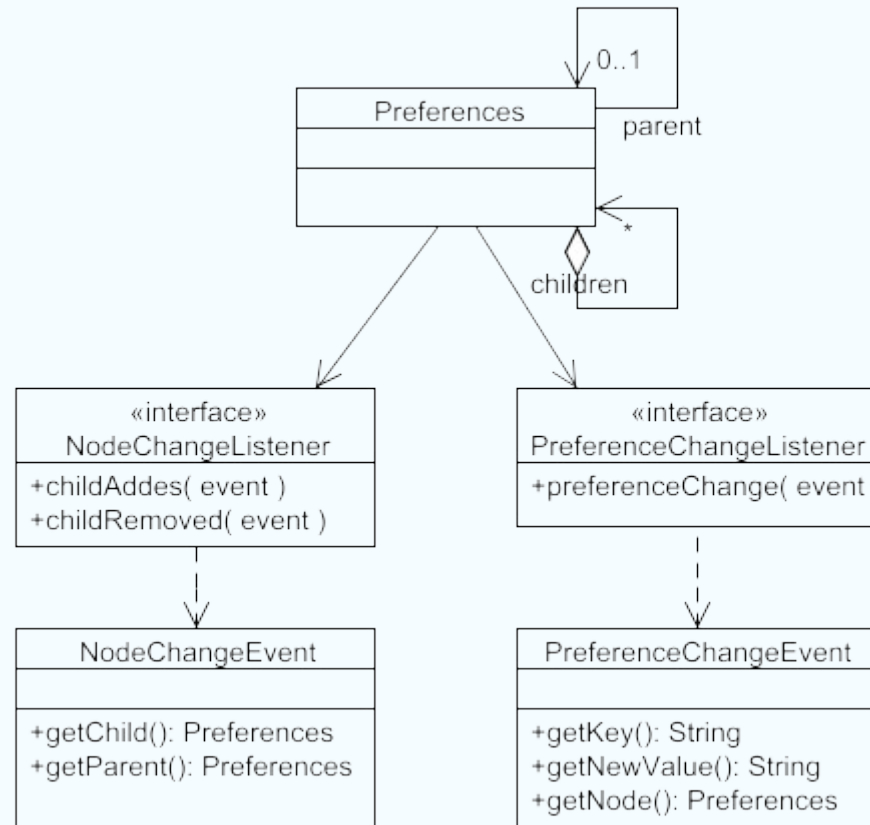 0..1
Preferences
parent
*
children
«interface»
NodeChangeListener
+childAddes( event )
+childRemoved( event )
«interface»
PreferenceChangeListener
+preferenceChange( event
NodeChangeEvent
+getChild(): Preferences
+getParent(): Preferences
PreferenceChangeEvent
+getKey(): String
+getNewValue(): String
+getNode(): Preferences